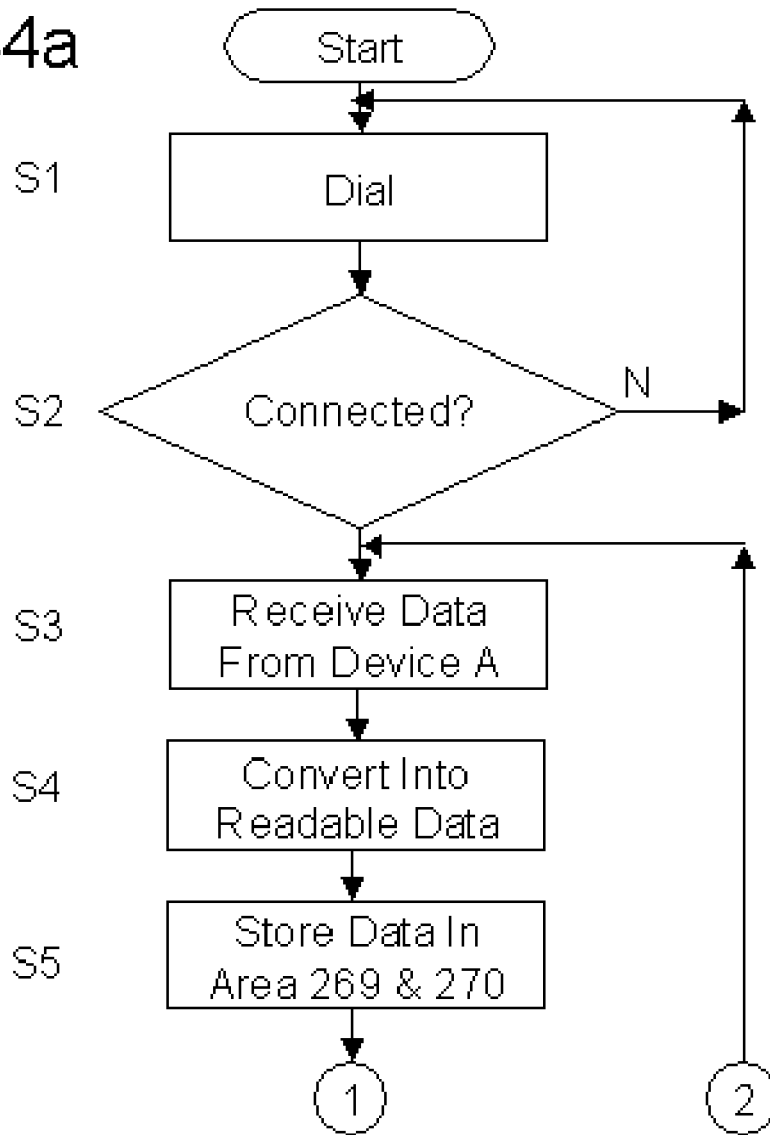 4a
Start
S1
Dial
S2
Connected?
N
S3
Receive Data
From Device A
S4
Convert Into
Readable Data
S5
Store Data In
Area 269 & 270
1
2